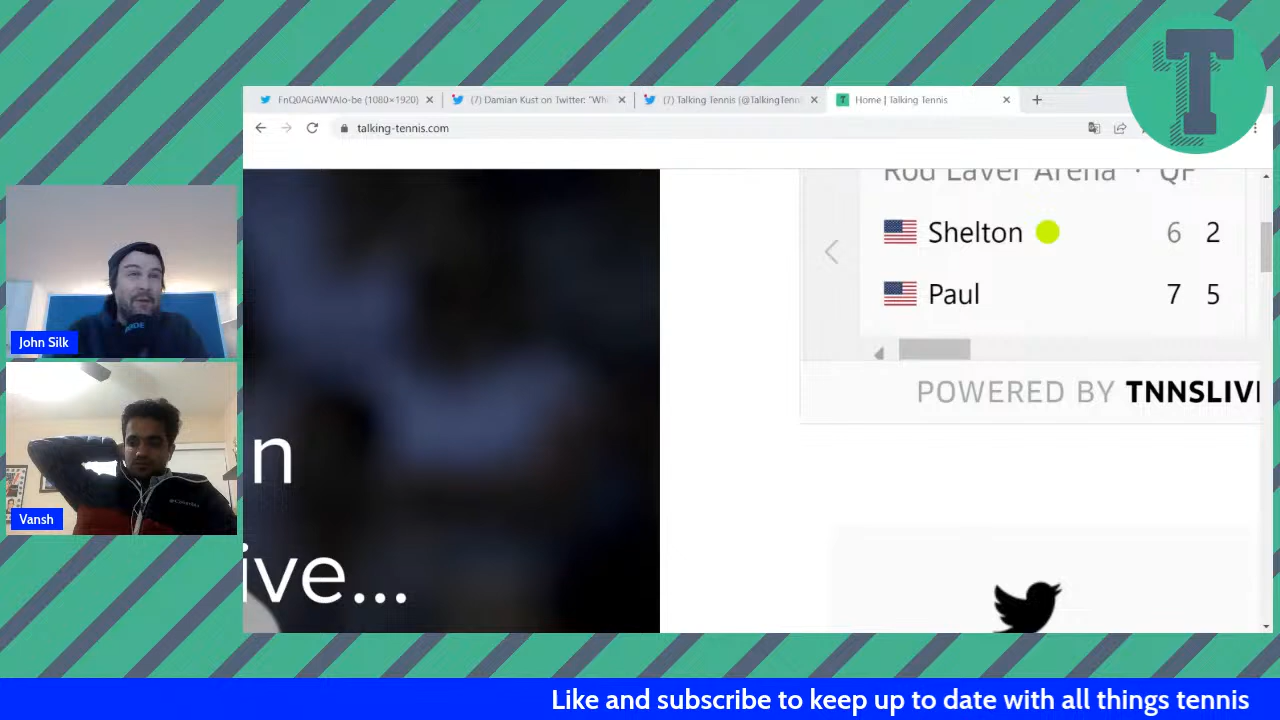 T
FnQ0AGAWYAIo-be (1080×1920)
(7) Damian Kust on Twitter: "Wh
(7) Talking Tennis (@TalkingTenn
Home | Talking Tennis
talking-tennis.com
Rod Laver Arena · QF
Shelton 6 2
Paul 7 5
POWERED BY TNNSLIV
n
ive...
John Silk
Vansh
Like and subscribe to keep up to date with all things tennis